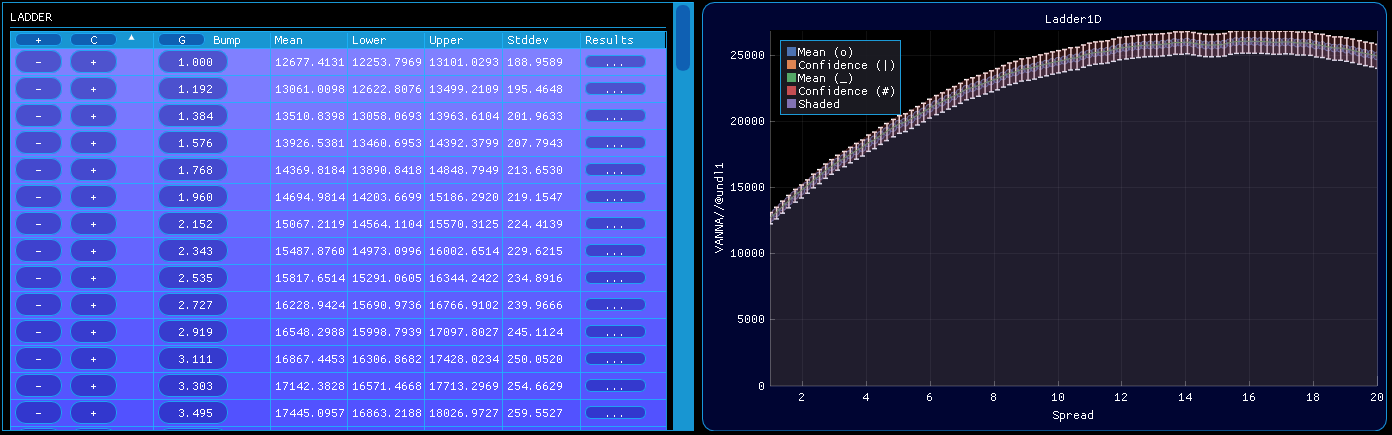 LADDER
+ C ▲ G Bump Mean Lower Upper Stddev Results
- + 1.000 12677.4131 12253.7969 13101.0293 188.9589 ...
- + 1.192 13061.0098 12622.8076 13499.2109 195.4648 ...
- + 1.384 13510.8398 13058.0693 13963.6104 201.9633 ...
- + 1.576 13926.5381 13460.6953 14392.3799 207.7943 ...
- + 1.768 14369.8184 13890.8418 14848.7949 213.6530 ...
- + 1.960 14694.9814 14203.6699 15186.2920 219.1547 ...
- + 2.152 15067.2119 14564.1104 15570.3125 224.4139 ...
- + 2.343 15487.8760 14973.0996 16002.6514 229.6215 ...
- + 2.535 15817.6514 15291.0605 16344.2422 234.8916 ...
- + 2.727 16228.9424 15690.9736 16766.9102 239.9666 ...
- + 2.919 16548.2988 15998.7939 17097.8027 245.1124 ...
- + 3.111 16867.4453 16306.8682 17428.0234 250.0520 ...
- + 3.303 17142.3828 16571.4668 17713.2969 254.6629 ...
- + 3.495 17445.0957 16863.2188 18026.9727 259.5527 ...
Ladder1D
Mean (o)
Confidence (|)
Mean (_)
Confidence (#)
Shaded
VANNA//@undl1
25000
20000
15000
10000
5000
0
2 4 6 8 10 12 14 16 18 20
Spread